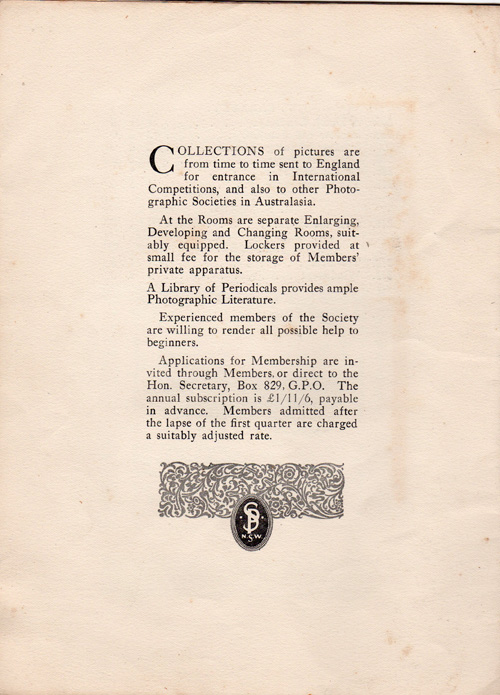 COLLECTIONS of pictures are
from time to time sent to England
for entrance in International
Competitions, and also to other Photo-
graphic Societies in Australasia.
At the Rooms are separate Enlarging,
Developing and Changing Rooms, suit-
ably equipped. Lockers provided at
small fee for the storage of Members'
private apparatus.
A Library of Periodicals provides ample
Photographic Literature.
Experienced members of the Society
are willing to render all possible help to
beginners.
Applications for Membership are in-
vited through Members, or direct to the
Hon. Secretary, Box 829, G.P.O. The
annual subscription is £1/11/6, payable
in advance. Members admitted after
the lapse of the first quarter are charged
a suitably adjusted rate.
PS
N.S.W.